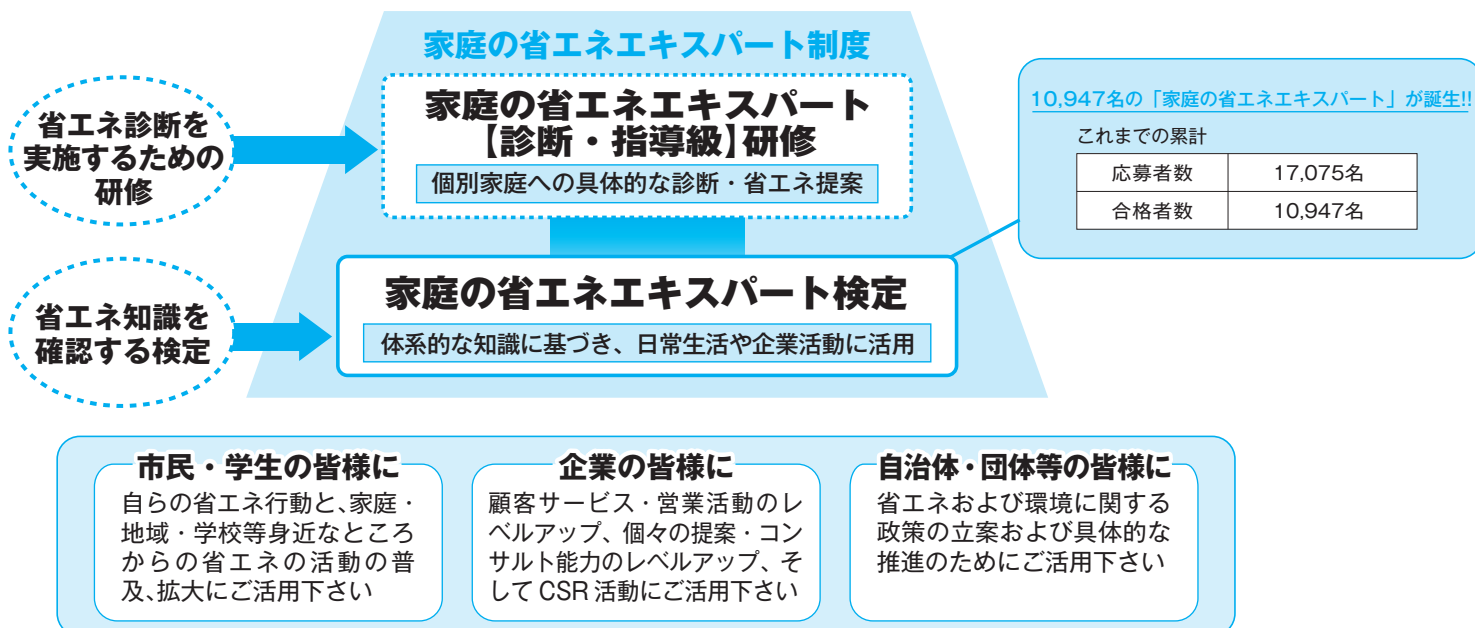 家庭の省エネエキスパート制度
省エネ診断を
実施するための
研修
家庭の省エネエキスパート
【診断・指導級】研修
個別家庭への具体的な診断・省エネ提案
10,947名の「家庭の省エネエキスパート」が誕生!!
これまでの累計
応募者数 17,075名
合格者数 10,947名
省エネ知識を
確認する検定
家庭の省エネエキスパート検定
体系的な知識に基づき、日常生活や企業活動に活用
市民・学生の皆様に
自らの省エネ行動と、家庭・
地域・学校等身近なところ
からの省エネの活動の普
及、拡大にご活用下さい
企業の皆様に
顧客サービス・営業活動のレ
ベルアップ、個々の提案・コン
サルト能力のレベルアップ、そ
して CSR 活動にご活用下さい
自治体・団体等の皆様に
省エネおよび環境に関する
政策の立案および具体的な
推進のためにご活用下さい